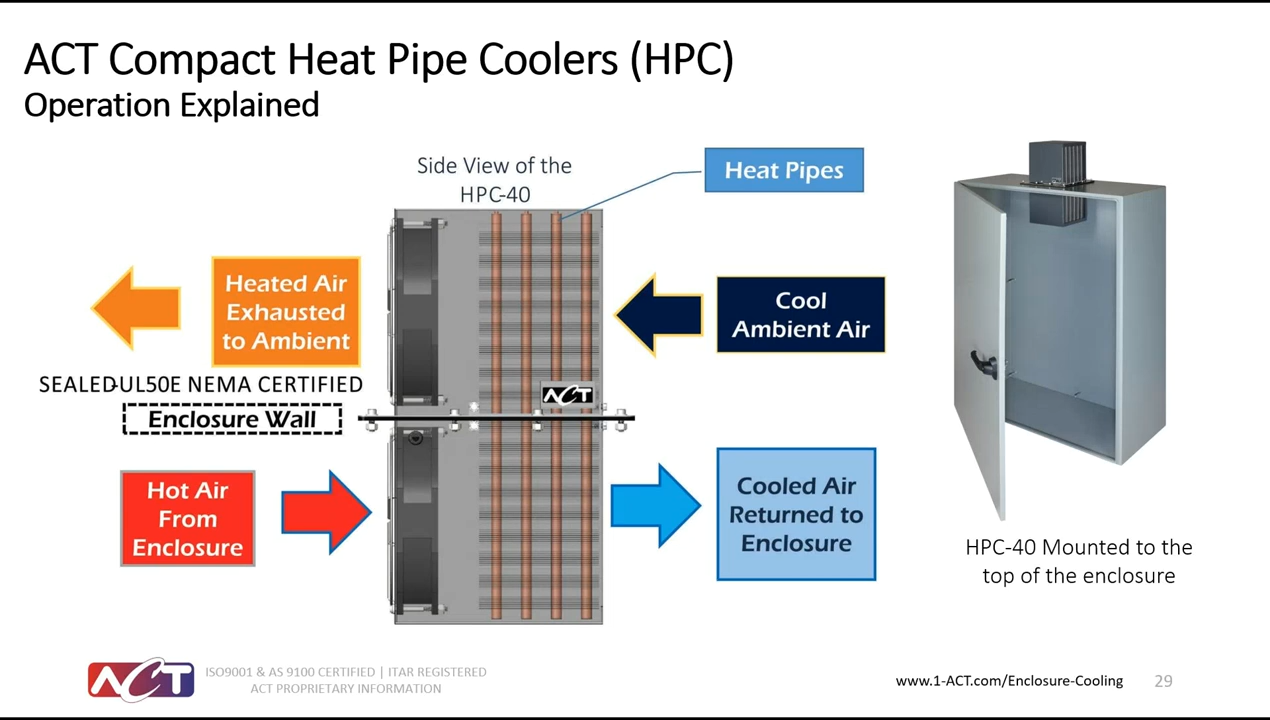 ACT Compact Heat Pipe Coolers (HPC)
Operation Explained
Side View of the
HPC-40
Heat Pipes
Heated Air
Exhausted
to Ambient
Cool
Ambient Air
SEALED-UL50E NEMA CERTIFIED
ACT
Enclosure Wall
Hot Air
From
Enclosure
Cooled Air
Returned to
Enclosure
HPC-40 Mounted to the
top of the enclosure
ACT
ISO9001 & AS 9100 CERTIFIED | ITAR REGISTERED
ACT PROPRIETARY INFORMATION
www.1-ACT.com/Enclosure-Cooling
29